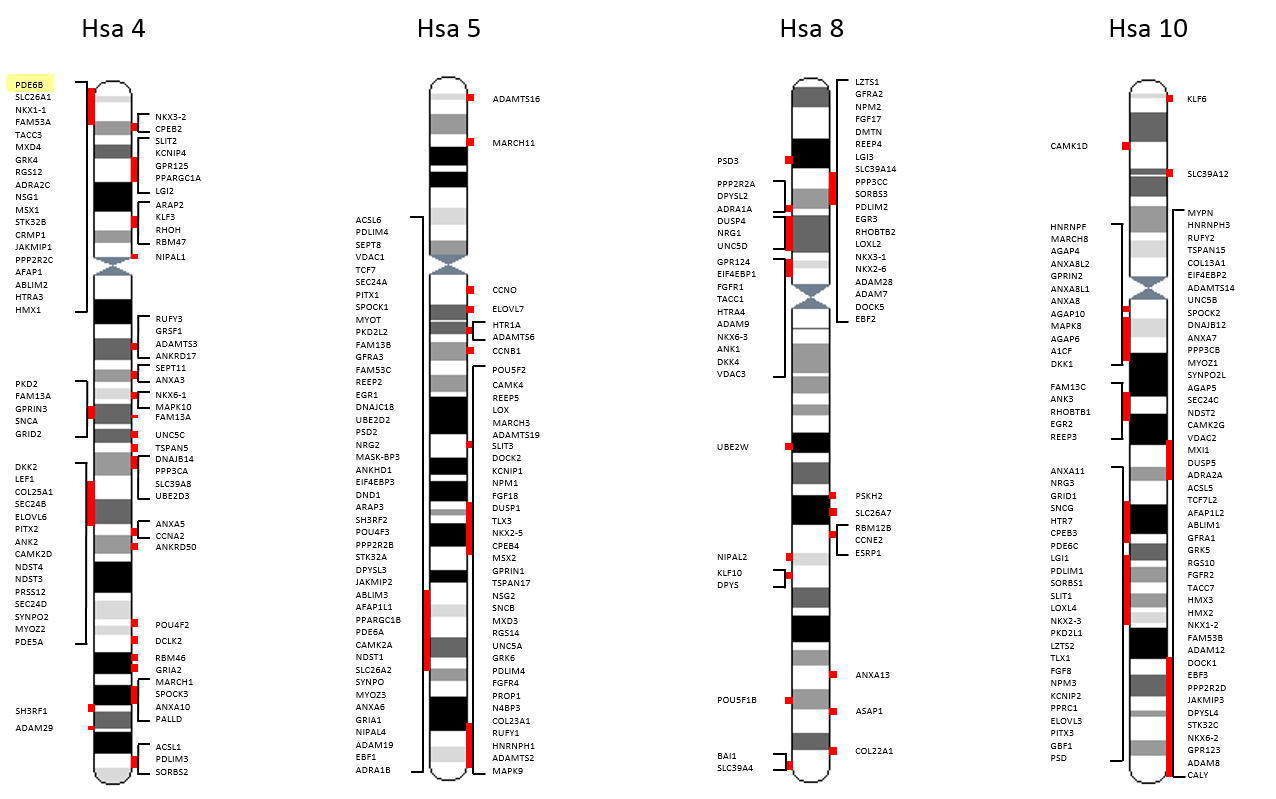 Hsa 4
PDE6B
SLC26A1
NKX1-1
FAM53A
TACC3
MXD4
GRK4
RGS12
ADRA2C
NSG1
MSX1
STK32B
CRMP1
JAKMIP1
PPP2R2C
AFAP1
ABLIM2
HTRA3
HMX1
PKD2
FAM13A
GPRIN3
SNCA
GRID2
DKK2
LEF1
COL25A1
SEC24B
ELOVL6
PITX2
ANK2
CAMK2D
NDST4
NDST3
PRSS12
SEC24D
SYNPO2
MYOZ2
PDE5A
SH3RF1
ADAM29
NKX3-2
CPEB2
SLIT2
KCNIP4
GPR125
PPARGC1A
LGI2
ARAP2
KLF3
RHOH
RBM47
NIPAL1
RUFY3
GRSF1
ADAMTS3
ANKRD17
SEPT11
ANXA3
NKX6-1
MAPK10
FAM13A
UNC5C
TSPAN5
DNAJB14
PPP3CA
SLC39A8
UBE2D3
ANXA5
CCNA2
ANKRD50
POU4F2
DCLK2
RBM46
GRIA2
MARCH1
SPOCK3
ANXA10
PALLD
ACSL1
PDLIM3
SORBS2
Hsa 5
ACSL6
PDLIM4
SEPT8
VDAC1
TCF7
SEC24A
PITX1
SPOCK1
MYOT
PKD2L2
FAM13B
GFRA3
FAM53C
REEP2
EGR1
DNAJC18
UBE2D2
PSD2
NRG2
MASK-BP3
ANKHD1
EIF4EBP3
DND1
ARAP3
SH3RF2
POU4F3
PPP2R2B
STK32A
DPYSL3
JAKMIP2
ABLIM3
AFAP1L1
PPARGC1B
PDE6A
CAMK2A
NDST1
SLC26A2
SYNPO
MYOZ3
ANXA6
GRIA1
NIPAL4
ADAM19
EBF1
ADRA1B
ADAMTS16
MARCH11
CCNO
ELOVL7
HTR1A
ADAMTS6
CCNB1
POU5F2
CAMK4
REEP5
LOX
MARCH3
ADAMTS19
SLIT3
DOCK2
KCNIP1
NPM1
FGF18
DUSP1
TLX3
NKX2-5
CPEB4
MSX2
GPRIN1
TSPAN17
NSG2
SNCB
MXD3
RGS14
UNC5A
GRK6
PDLIM4
FGFR4
PROP1
N4BP3
COL23A1
RUFY1
HNRNPH1
ADAMTS2
MAPK9
Hsa 8
PSD3
PPP2R2A
DPYSL2
ADRA1A
DUSP4
NRG1
UNC5D
GPR124
EIF4EBP1
FGFR1
TACC1
HTRA4
ADAM9
NKX6-3
ANK1
DKK4
VDAC3
UBE2W
NIPAL2
KLF10
DPYS
POU5F1B
BAI1
SLC39A4
LZTS1
GFRA2
NPM2
FGF17
DMTN
REEP4
LGI3
SLC39A14
PPP3CC
SORBS3
PDLIM2
EGR3
RHOBTB2
LOXL2
NKX3-1
NKX2-6
ADAM28
ADAM7
DOCK5
EBF2
PSKH2
SLC26A7
RBM12B
CCNE2
ESRP1
ANXA13
ASAP1
COL22A1
Hsa 10
CAMK1D
HNRNPF
MARCH8
AGAP4
ANXA8L2
GPRIN2
ANXA8L1
ANXA8
AGAP10
MAPK8
AGAP6
A1CF
DKK1
FAM13C
ANK3
RHOBTB1
EGR2
REEP3
ANXA11
NRG3
GRID1
SNCG
HTR7
CPEB3
PDE6C
LGI1
PDLIM1
SORBS1
SLIT1
LOXL4
NKX2-3
PKD2L1
LZTS2
TLX1
FGF8
NPM3
KCNIP2
PPRC1
ELOVL3
PITX3
GBF1
PSD
KLF6
SLC39A12
MYPN
HNRNPH3
RUFY2
TSPAN15
COL13A1
EIF4EBP2
ADAMTS14
UNC5B
SPOCK2
DNAJB12
ANXA7
PPP3CB
MYOZ1
SYNPO2L
AGAP5
SEC24C
NDST2
CAMK2G
VDAC2
MXI1
DUSP5
ADRA2A
ACSL5
TCF7L2
AFAP1L2
ABLIM1
GFRA1
GRK5
RGS10
FGFR2
TACC7
HMX3
HMX2
NKX1-2
FAM53B
ADAM12
DOCK1
EBF3
PPP2R2D
JAKMIP3
DPYSL4
STK32C
NKX6-2
GPR123
ADAM8
CALY